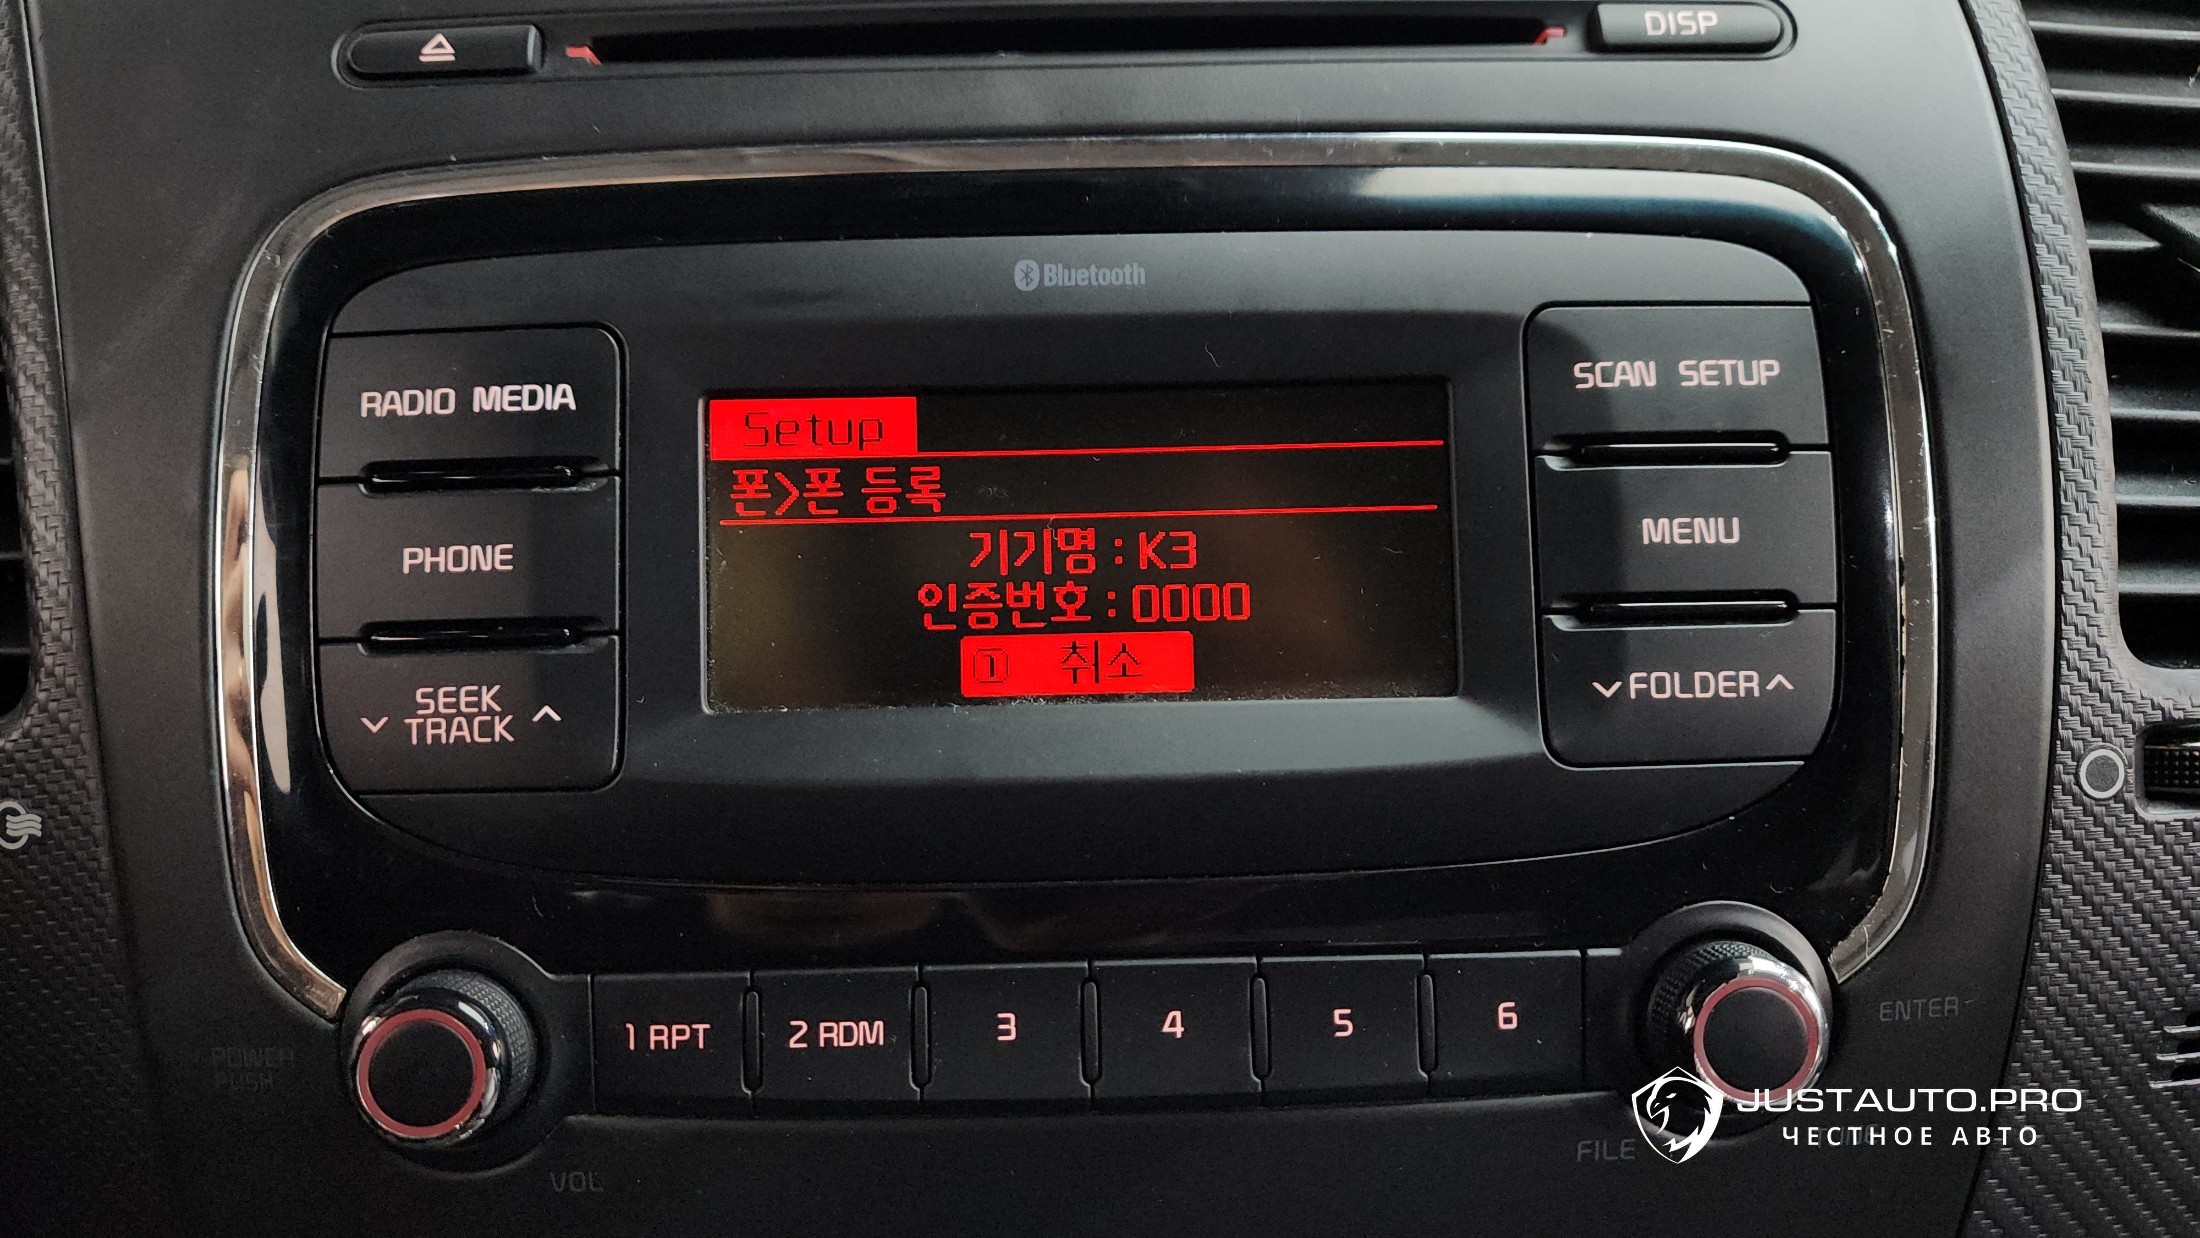 DISP
Bluetooth
RADIO MEDIA
SCAN SETUP
Setup
폰>폰 등록
PHONE
기기명 : K3
MENU
인증번호 : 0000
① 취소
SEEK
TRACK
FOLDER
1 RPT
2 RDM
3
4
5
6
POWER
PUSH
ENTER
VOL
FILE
JUSTAUTO.PRO
ЧЕСТНОЕ АВТО